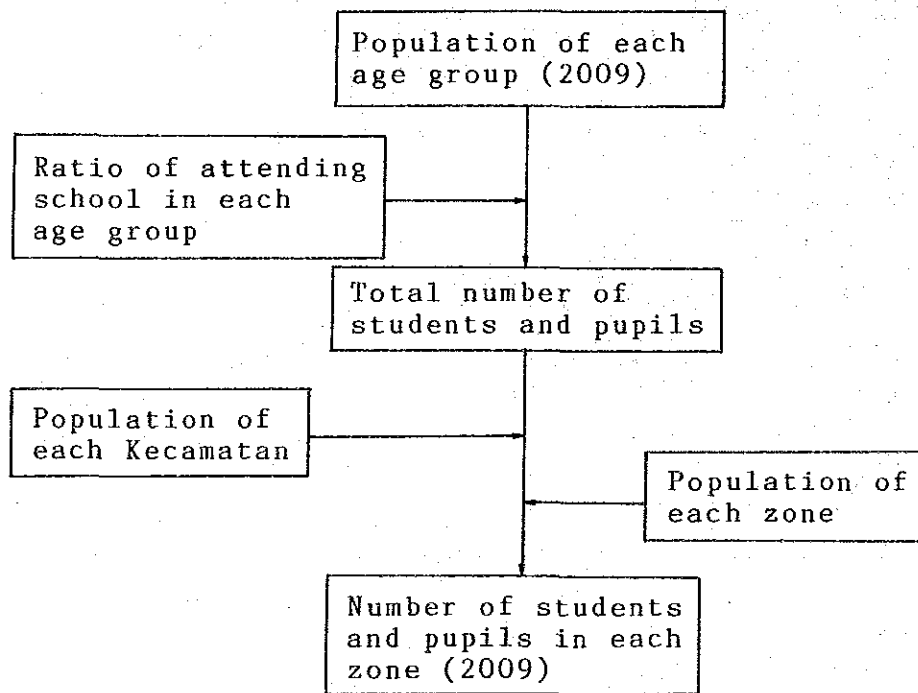 Population of each
age group (2009)
Ratio of attending
school in each
age group
Total number of
students and pupils
Population of
each Kecamatan
Population of
each zone
Number of students
and pupils in each
zone (2009)